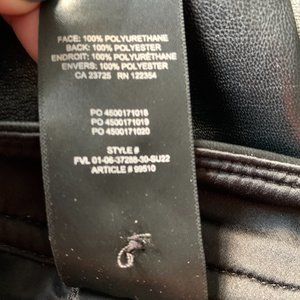 FACE: 100% POLYURETHANE
BACK: 100% POLYESTER
ENDROIT: 100% POLYURÉTHANE
ENVERS: 100% POLYESTER
CA 23725 RN 122354
PO 4500171018
PO 4500171019
PO 4500171020
STYLE #
FVL 01-06-37288-30-SU22
ARTICLE # 99510